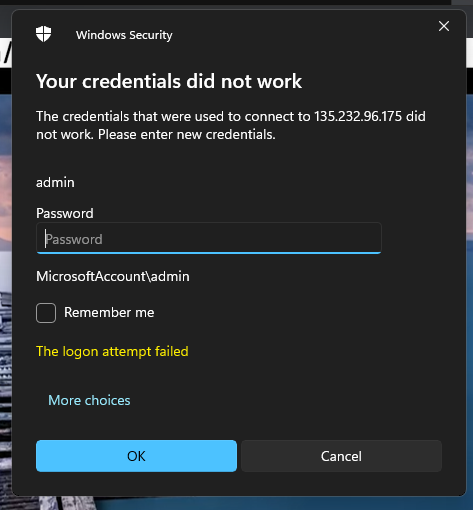 Windows Security
Your credentials did not work
The credentials that were used to connect to 135.232.96.175 did
not work. Please enter new credentials.
admin
Password
Password
MicrosoftAccount\admin
Remember me
The logon attempt failed
More choices
OK
Cancel